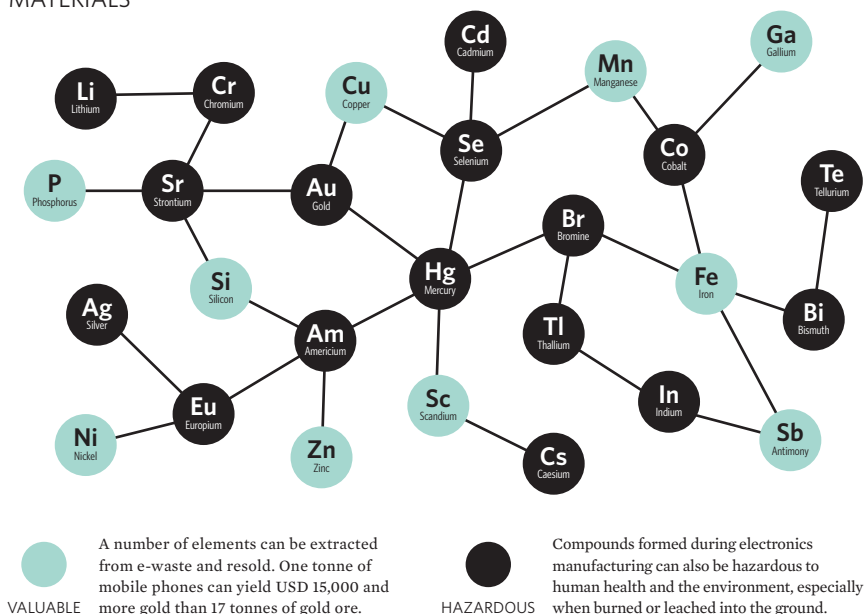 MATERIALS
Cd
Cadmium
Ga
Gallium
Mn
Manganese
Li
Lithium
Cr
Chromium
Cu
Copper
Se
Selenium
Co
Cobalt
Te
Tellurium
P
Phosphorus
Sr
Strontium
Au
Gold
Br
Bromine
Hg
Mercury
Fe
Iron
Si
Silicon
Ag
Silver
Am
Americium
Tl
Thallium
Bi
Bismuth
Eu
Europium
Sc
Scandium
In
Indium
Ni
Nickel
Zn
Zinc
Cs
Caesium
Sb
Antimony
VALUABLE
A number of elements can be extracted
from e-waste and resold. One tonne of
mobile phones can yield USD 15,000 and
more gold than 17 tonnes of gold ore.
HAZARDOUS
Compounds formed during electronics
manufacturing can also be hazardous to
human health and the environment, especially
when burned or leached into the ground.